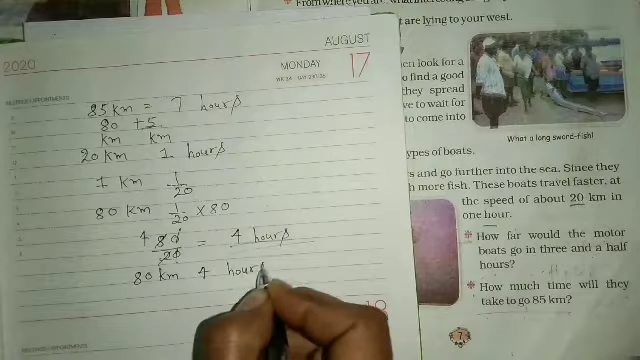 2020
AUGUST
MONDAY
17
85 km = 7 hours
80 + 5
km km
20 km 1 hours
1 km 1/20
80 km 1/20 × 80
4 80/20 = 4 hours
80 km 4 hours
From where you are, what
t are lying to your west.
en look for a
o find a good
they spread
ve to wait for
to come into
What a long sword-fish!
types of boats.
s and go further into the sea. Since they
h more fish. These boats travel faster, at
the speed of about 20 km in
one hour.
How far would the motor
boats go in three and a half
hours?
How much time will they
take to go 85 km?
7